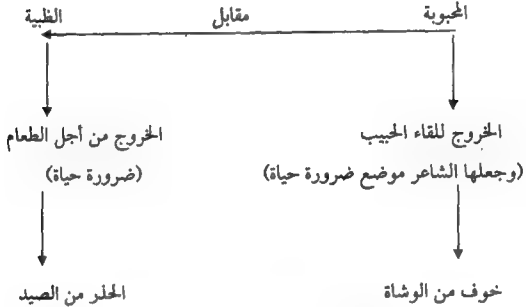 المحبوبة مقابل الظبية
الخروج للقاء الحبيب الخروج من أجل الطعام
(وجعلها الشاعر موضع ضرورة حياة) (ضرورة حياة)
خوف من الوشاة الحذر من الصيد